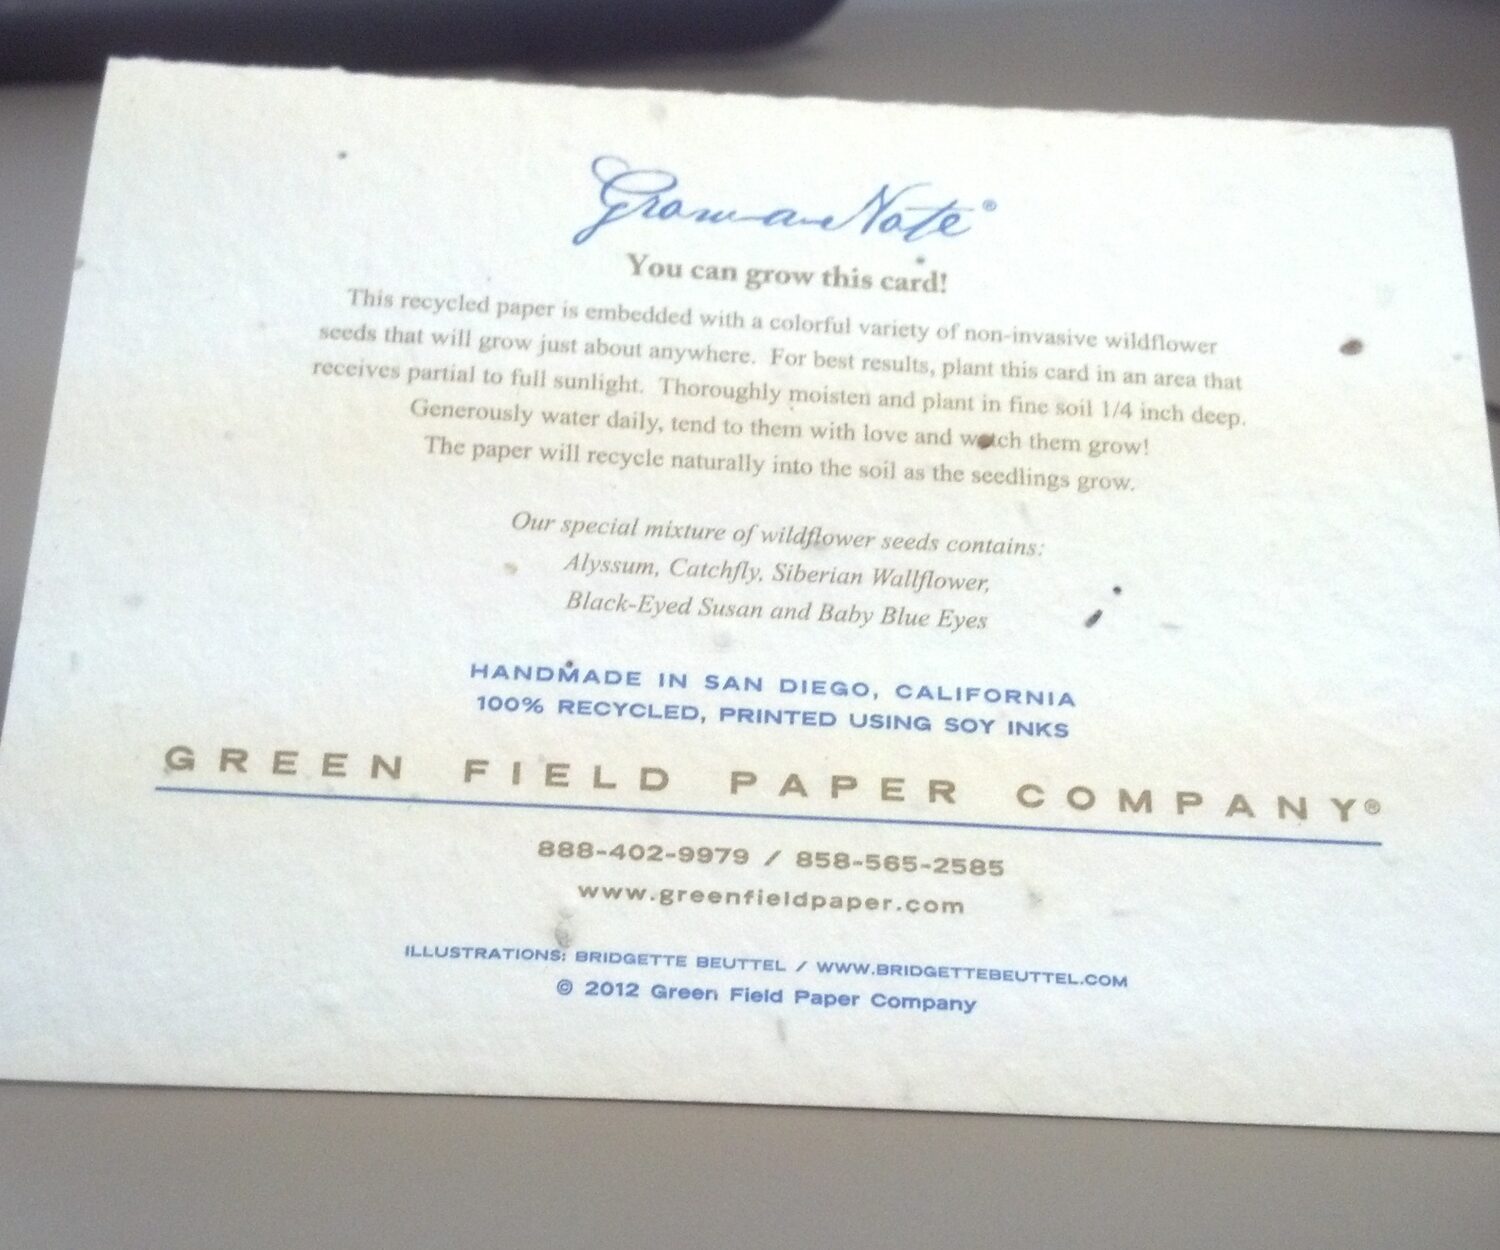 Grow-a-Note®
You can grow this card!
This recycled paper is embedded with a colorful variety of non-invasive wildflower
seeds that will grow just about anywhere. For best results, plant this card in an area that
receives partial to full sunlight. Thoroughly moisten and plant in fine soil 1/4 inch deep.
Generously water daily, tend to them with love and watch them grow!
The paper will recycle naturally into the soil as the seedlings grow.
Our special mixture of wildflower seeds contains:
Alyssum, Catchfly, Siberian Wallflower,
Black-Eyed Susan and Baby Blue Eyes
HANDMADE IN SAN DIEGO, CALIFORNIA
100% RECYCLED, PRINTED USING SOY INKS
GREEN FIELD PAPER COMPANY®
888-402-9979 / 858-565-2585
www.greenfieldpaper.com
ILLUSTRATIONS: BRIDGETTE BEUTTEL / WWW.BRIDGETTEBEUTTEL.COM
© 2012 Green Field Paper Company